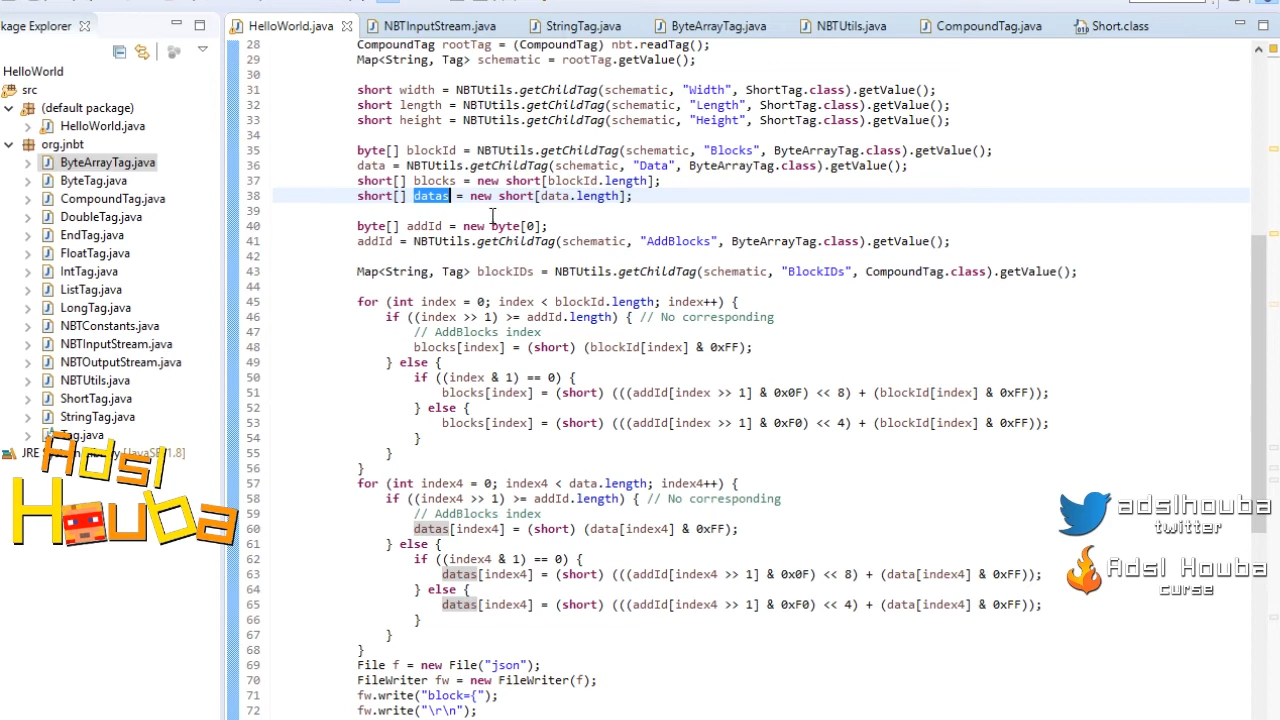 kage Explorer
HelloWorld.java
NBTInputStream.java
StringTag.java
ByteArrayTag.java
NBTUtils.java
CompoundTag.java
Short.class
HelloWorld
src
(default package)
HelloWorld.java
org.jnbt
ByteArrayTag.java
ByteTag.java
CompoundTag.java
DoubleTag.java
EndTag.java
FloatTag.java
IntTag.java
ListTag.java
LongTag.java
NBTConstants.java
NBTInputStream.java
NBTOutputStream.java
NBTUtils.java
ShortTag.java
StringTag.java
Tag.java
JRE System Library [JavaSE-1.8]
28 CompoundTag rootTag = (CompoundTag) nbt.readTag();
29 Map<String, Tag> schematic = rootTag.getValue();
30
31 short width = NBTUtils.getChildTag(schematic, "Width", ShortTag.class).getValue();
32 short length = NBTUtils.getChildTag(schematic, "Length", ShortTag.class).getValue();
33 short height = NBTUtils.getChildTag(schematic, "Height", ShortTag.class).getValue();
34
35 byte[] blockId = NBTUtils.getChildTag(schematic, "Blocks", ByteArrayTag.class).getValue();
36 data = NBTUtils.getChildTag(schematic, "Data", ByteArrayTag.class).getValue();
37 short[] blocks = new short[blockId.length];
38 short[] datas = new short[data.length];
39
40 byte[] addId = new byte[0];
41 addId = NBTUtils.getChildTag(schematic, "AddBlocks", ByteArrayTag.class).getValue();
42
43 Map<String, Tag> blockIDs = NBTUtils.getChildTag(schematic, "BlockIDs", CompoundTag.class).getValue();
44
45 for (int index = 0; index < blockId.length; index++) {
46 if ((index >> 1) >= addId.length) { // No corresponding
47 // AddBlocks index
48 blocks[index] = (short) (blockId[index] & 0xFF);
49 } else {
50 if ((index & 1) == 0) {
51 blocks[index] = (short) (((addId[index >> 1] & 0x0F) << 8) + (blockId[index] & 0xFF));
52 } else {
53 blocks[index] = (short) (((addId[index >> 1] & 0xF0) << 4) + (blockId[index] & 0xFF));
54 }
55 }
56 }
57 for (int index4 = 0; index4 < data.length; index4++) {
58 if ((index4 >> 1) >= addId.length) { // No corresponding
59 // AddBlocks index
60 datas[index4] = (short) (data[index4] & 0xFF);
61 } else {
62 if ((index4 & 1) == 0) {
63 datas[index4] = (short) (((addId[index4 >> 1] & 0x0F) << 8) + (data[index4] & 0xFF));
64 } else {
65 datas[index4] = (short) (((addId[index4 >> 1] & 0xF0) << 4) + (data[index4] & 0xFF));
66 }
67 }
68 }
69 File f = new File("json");
70 FileWriter fw = new FileWriter(f);
71 fw.write("block={");
72 fw.write("\r\n");
Adsl
Houba
adslhouba
twitter
Adsl Houba
curse